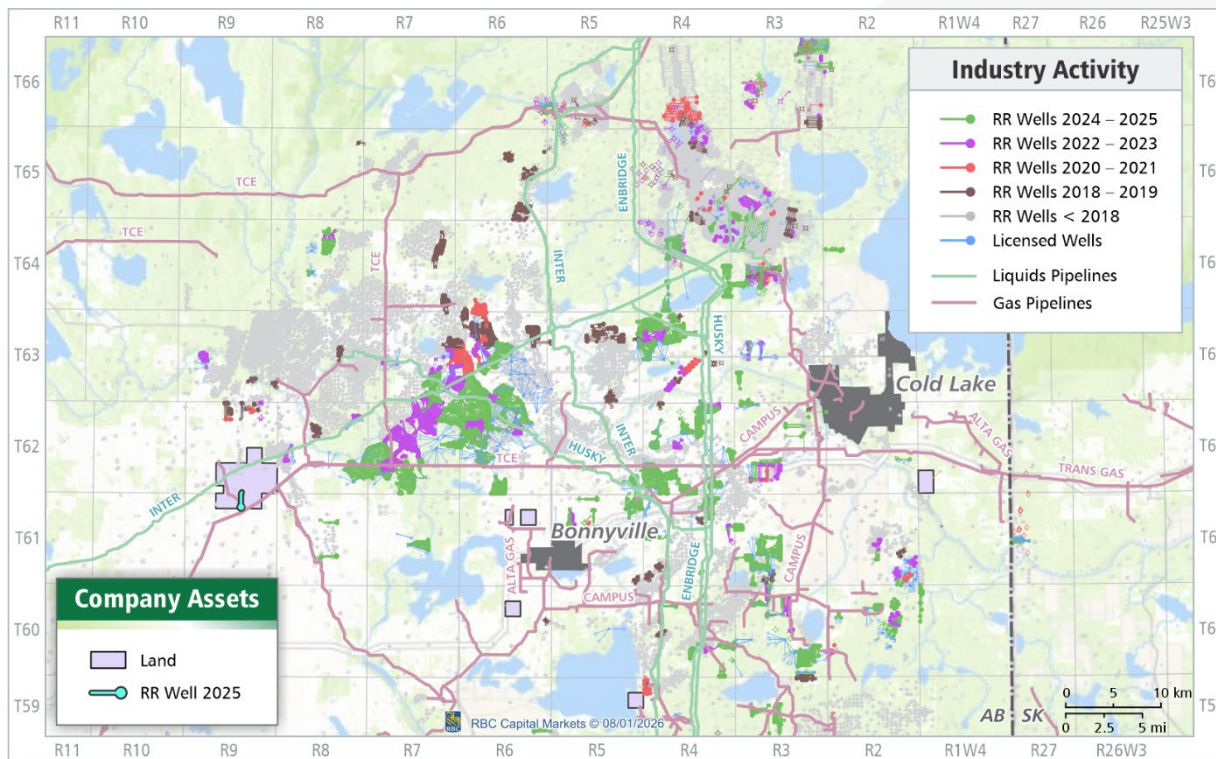 R11 R10 R9 R8 R7 R6 R5 R4 R3 R2 R1W4 R27 R26 R25W3
T66
T65
T64
T63
T62
T61
T60
T59
Industry Activity
RR Wells 2024 – 2025
RR Wells 2022 – 2023
RR Wells 2020 – 2021
RR Wells 2018 – 2019
RR Wells < 2018
Licensed Wells
Liquids Pipelines
Gas Pipelines
TCE
TCE
TCE
ENBRIDGE
INTER
HUSKY
Cold Lake
CAMPUS
ALTA GAS
TRANS GAS
INTER
HUSKY
TCE
INTER
Bonnyville
ALTA GAS
ENBRIDGE
CAMPUS
CAMPUS
Company Assets
Land
RR Well 2025
RBC
RBC Capital Markets © 08/01/2026
0 5 10 km
0 2.5 5 mi
AB SK
R11 R10 R9 R8 R7 R6 R5 R4 R3 R2 R1W4 R27 R26W3